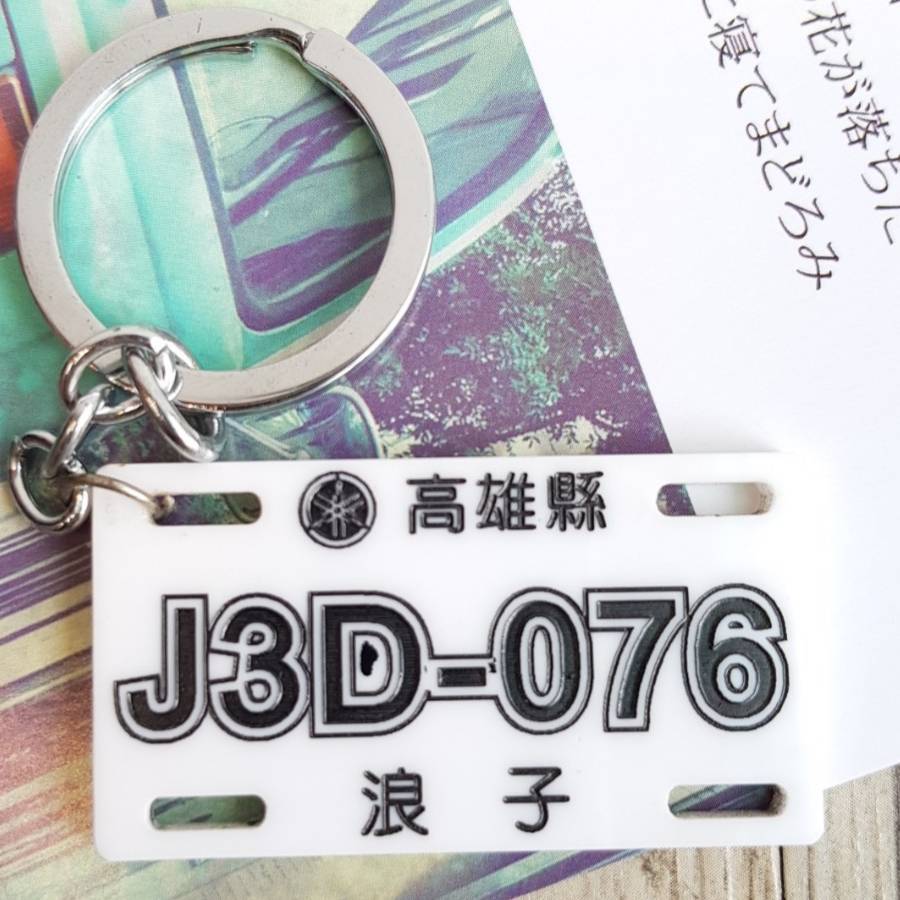 花が落ちた
寝てまどろみ
高雄縣
J3D-076
浪子